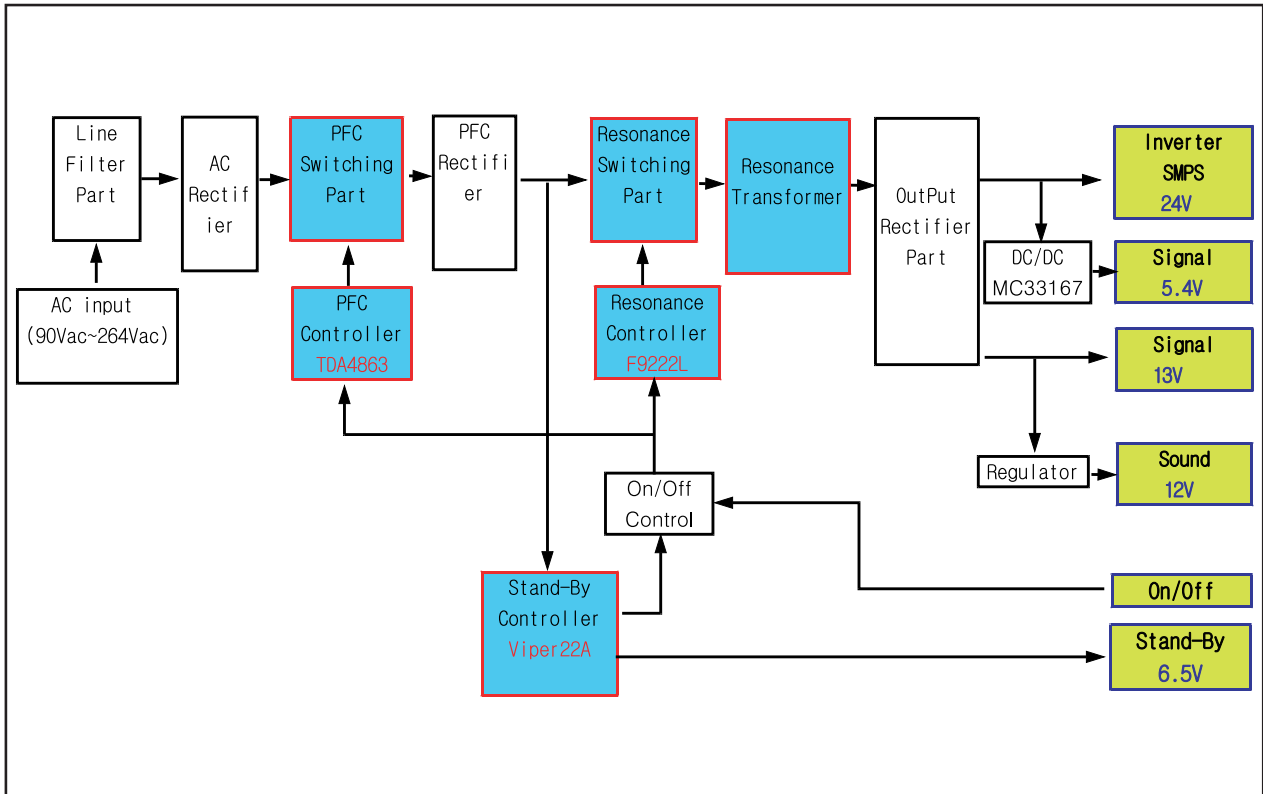 Line
Filter
Part
AC
Rectif
ier
PFC
Switching
Part
PFC
Rectifi
er
Resonance
Switching
Part
Resonance
Transformer
OutPut
Rectifier
Part
Inverter
SMPS
24V
DC/DC
MC33167
Signal
5.4V
AC input
(90Vac~264Vac)
PFC
Controller
TDA4863
Resonance
Controller
F9222L
Signal
13V
Regulator
Sound
12V
On/Off
Control
Stand-By
Controller
Viper22A
On/Off
Stand-By
6.5V